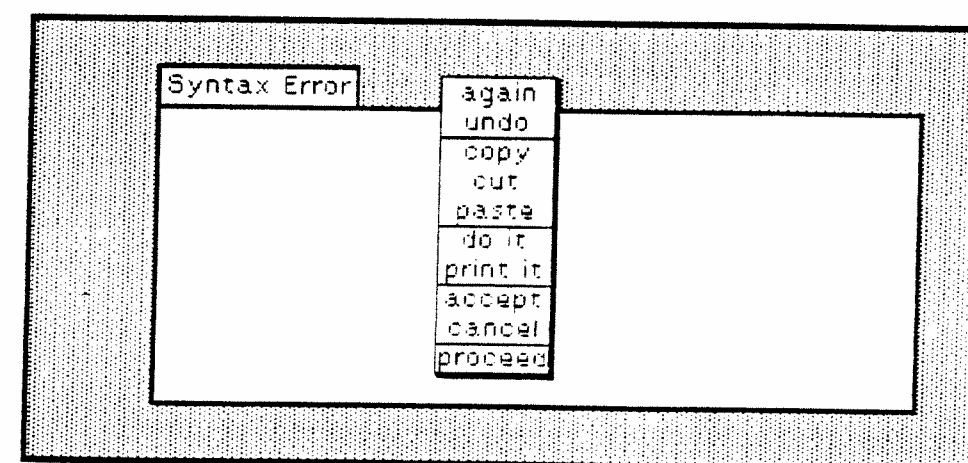 Syntax Error
again
undo
copy
cut
paste
do it
print it
accept
cancel
proceed